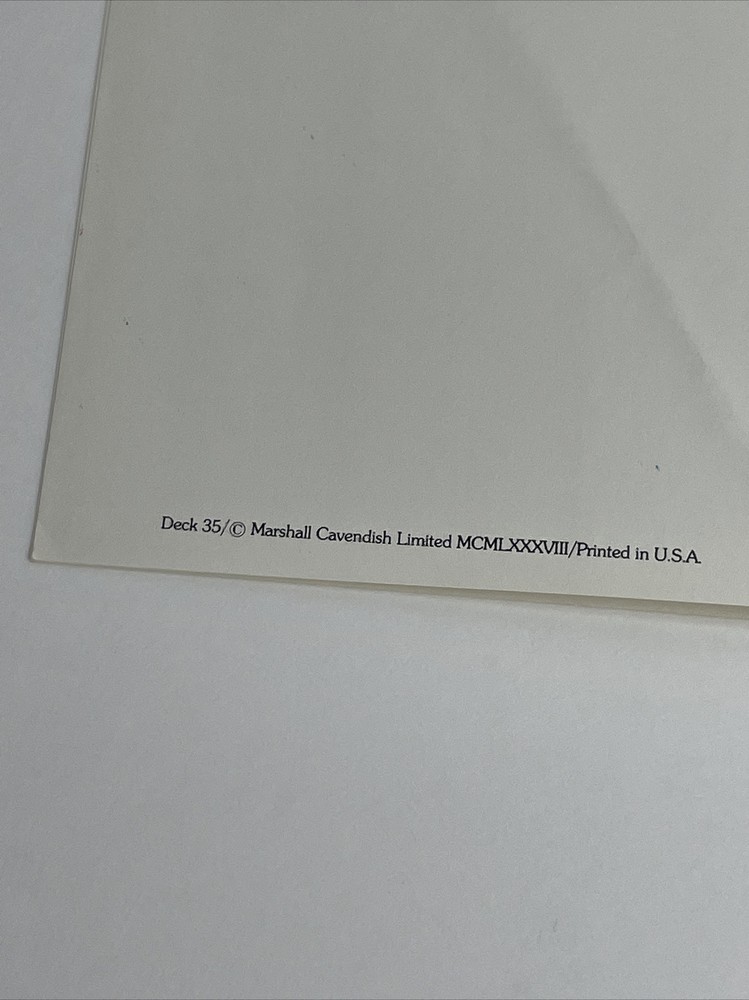 Deck 35/© Marshall Cavendish Limited MCMLXXXVIII/Printed in U.S.A.